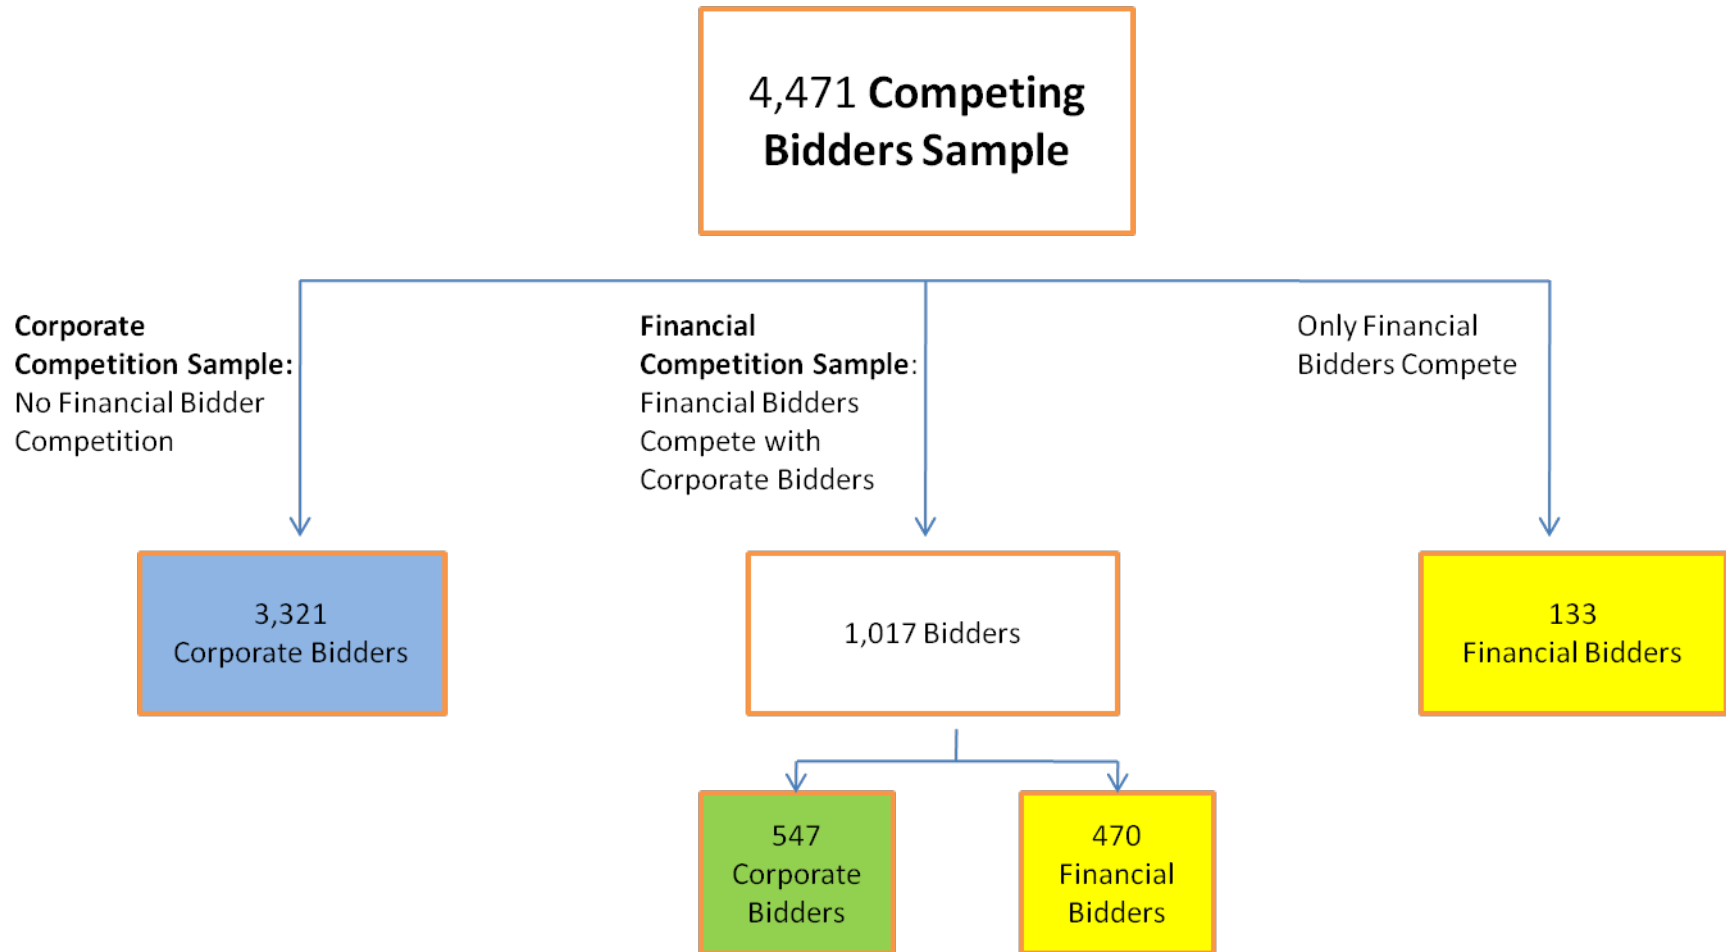 4,471 Competing
Bidders Sample
Corporate
Competition Sample:
No Financial Bidder
Competition
Financial
Competition Sample:
Financial Bidders
Compete with
Corporate Bidders
Only Financial
Bidders Compete
3,321
Corporate Bidders
1,017 Bidders
133
Financial Bidders
547
Corporate
Bidders
470
Financial
Bidders